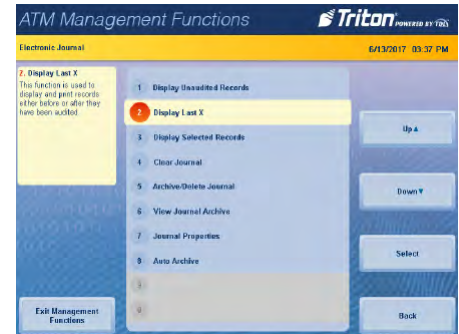 ATM Management Functions
Triton POWERED BY TDL
Electronic Journal
6/13/2017 03:37 PM
2. Display Last X
This function is used to
display and print records
either before or after they
have been audited
1 Display Unaudited Records
2 Display Last X
3 Display Selected Records
4 Clear Journal
5 Archive/Delete Journal
6 View Journal Archive
7 Journal Properties
8 Auto Archive
9
0
Up▲
Down▼
Select
Back
Exit Management
Functions